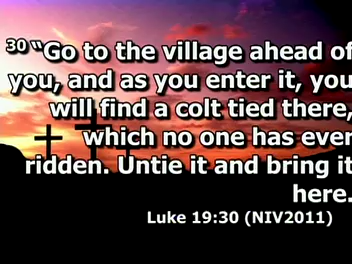 30 “Go to the village ahead of
you, and as you enter it, you
will find a colt tied there,
which no one has ever
ridden. Untie it and bring it
here.
Luke 19:30 (NIV2011)